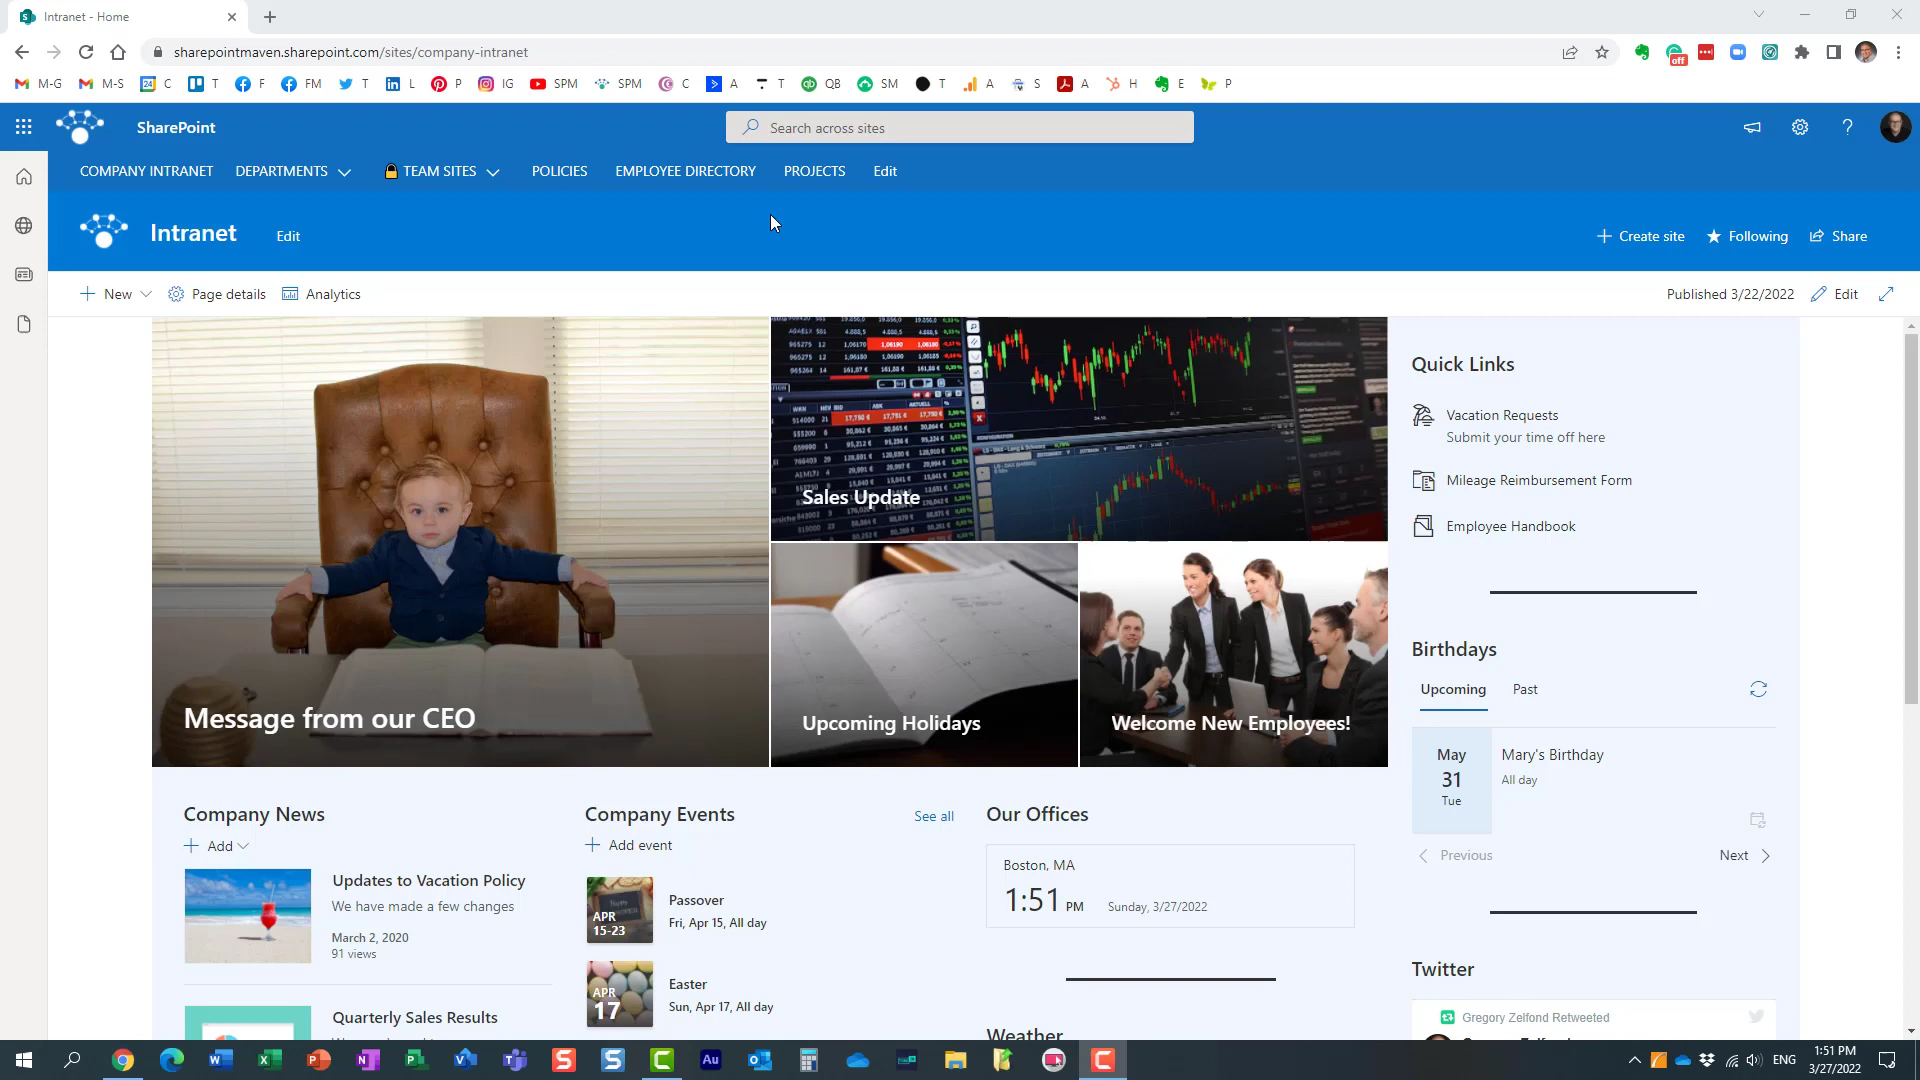 Intranet - Home
sharepointmaven.sharepoint.com/sites/company-intranet
off
M-G M-S C T F FM T L P IG SPM SPM C A T QB SM T A S A H E P
SharePoint
Search across sites
COMPANY INTRANET DEPARTMENTS TEAM SITES POLICIES EMPLOYEE DIRECTORY PROJECTS Edit
Intranet Edit
Create site Following Share
New Page details Analytics
Published 3/22/2022 Edit
Message from our CEO
Sales Update
Upcoming Holidays
Welcome New Employees!
Quick Links
Vacation Requests
Submit your time off here
Mileage Reimbursement Form
Employee Handbook
Birthdays
Upcoming Past
May
31
Tue
Mary's Birthday
All day
Previous Next
Twitter
Gregory Zelfond Retweeted
Company News
Add
Updates to Vacation Policy
We have made a few changes
March 2, 2020
91 views
Quarterly Sales Results
Company Events See all
Add event
APR
15-23
Passover
Fri, Apr 15, All day
APR
17
Easter
Sun, Apr 17, All day
Our Offices
Boston, MA
1:51 PM Sunday, 3/27/2022
Weather
ENG
1:51 PM
3/27/2022